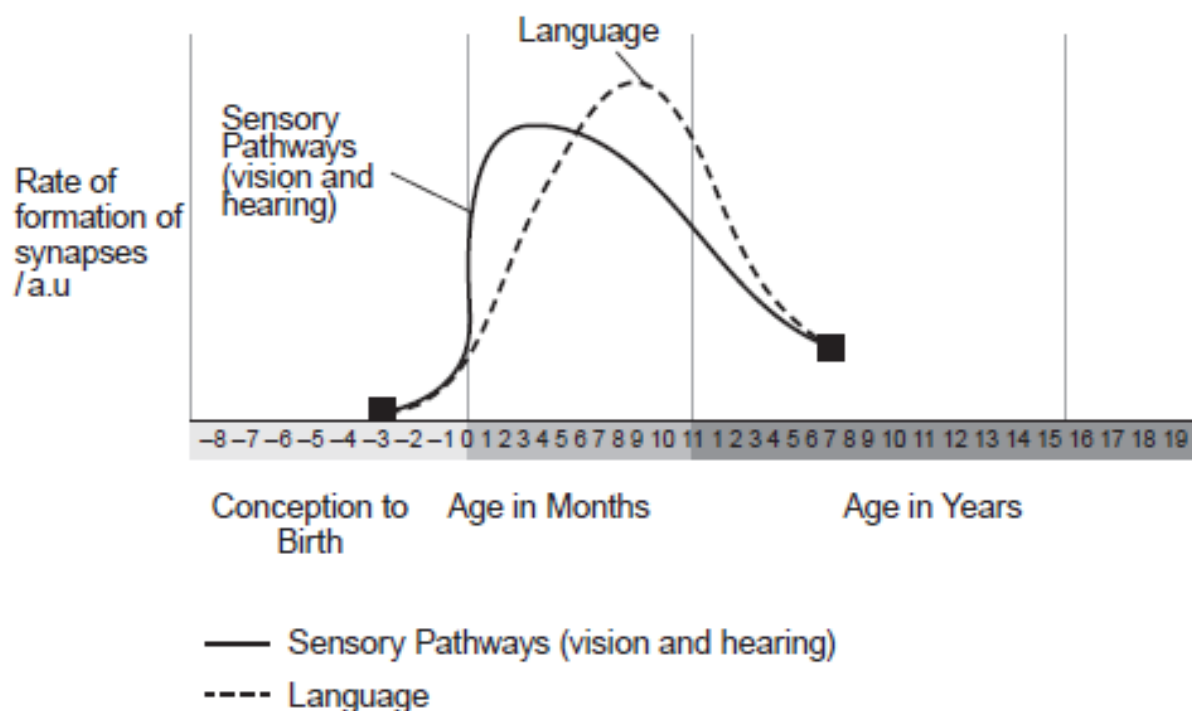 Language
Sensory
Pathways
(vision and
hearing)
Rate of
formation of
synapses
/a.u
–8 –7 –6 –5 –4 –3 –2 –1 0 1 2 3 4 5 6 7 8 9 10 11 1 2 3 4 5 6 7 8 9 10 11 12 13 14 15 16 17 18 19
Conception to
Birth
Age in Months
Age in Years
Sensory Pathways (vision and hearing)
Language